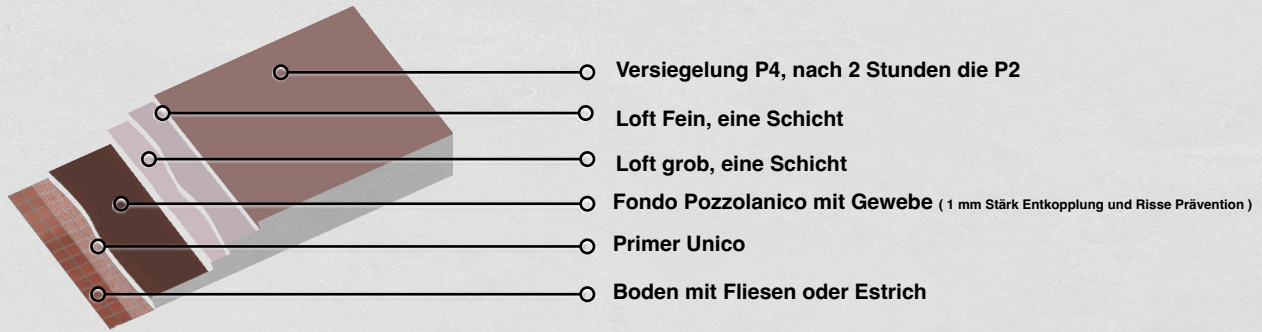 Versiegelung P4, nach 2 Stunden die P2
Loft Fein, eine Schicht
Loft grob, eine Schicht
Fondo Pozzolanico mit Gewebe ( 1 mm Stärk Entkopplung und Risse Prävention )
Primer Unico
Boden mit Fliesen oder Estrich